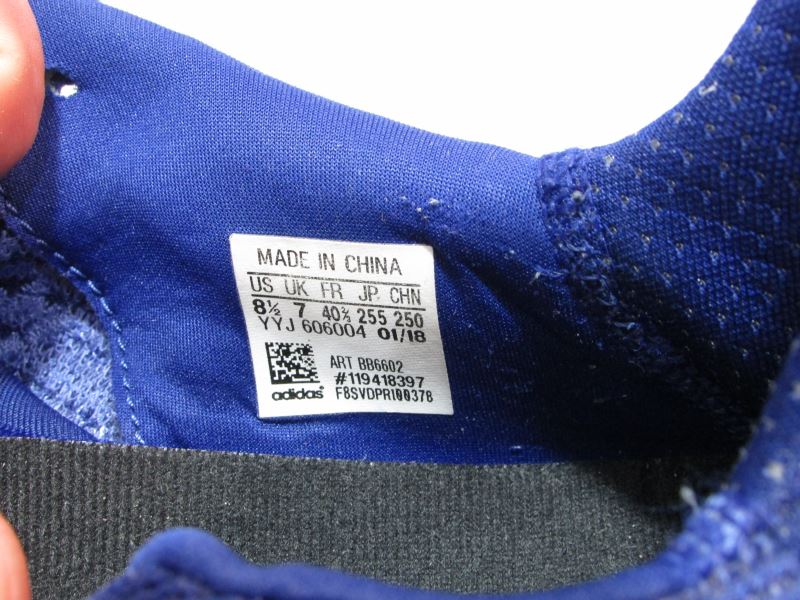 MADE IN CHINA
US UK FR JP CHN
8½ 7 40⅔ 255 250
YYJ 606004 01/18
ART BB6602
#119418397
adidas F8SVDPRI00378